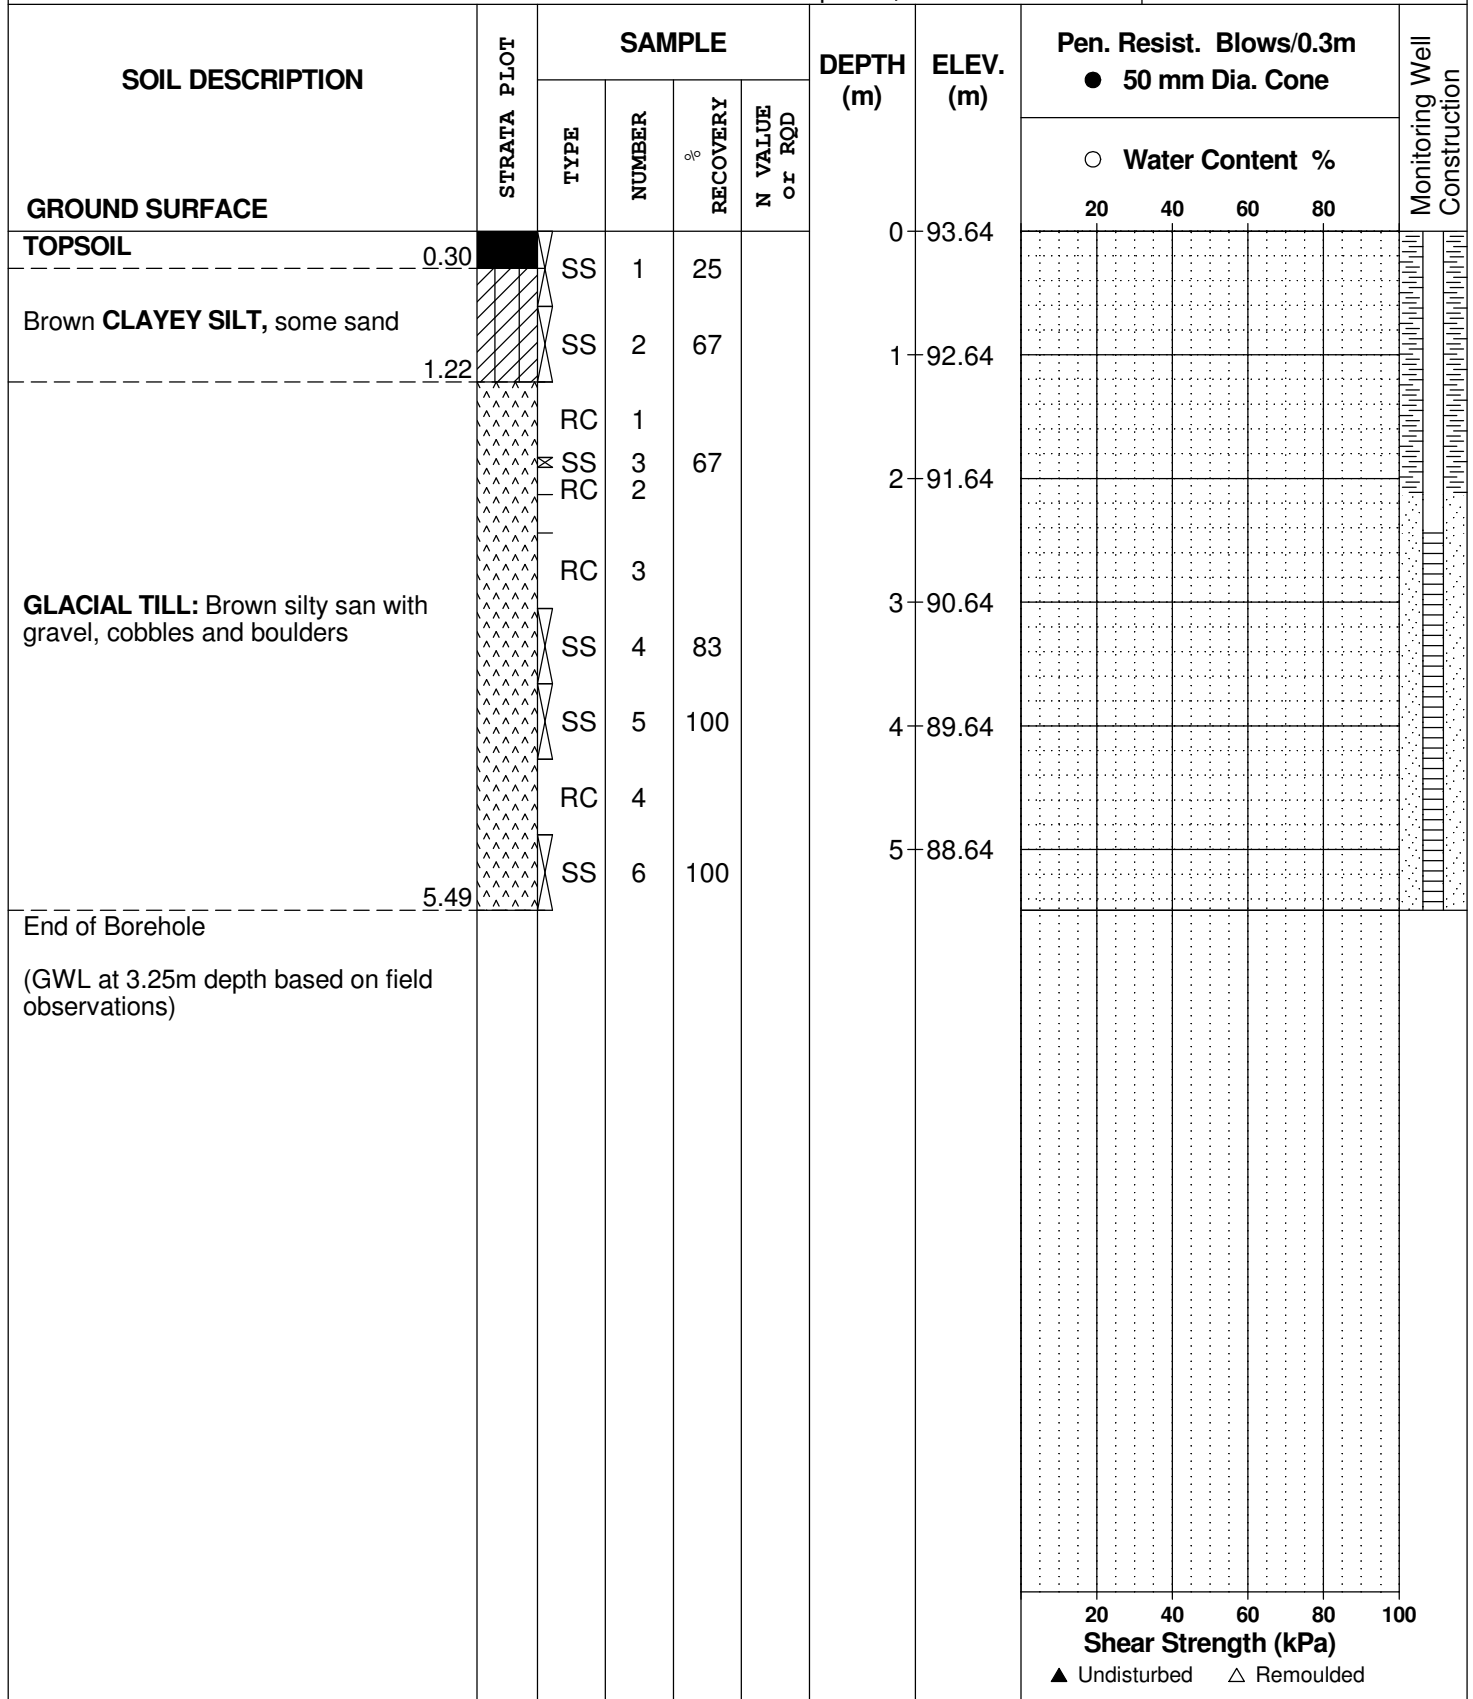 SOIL DESCRIPTION
GROUND SURFACE
STRATA PLOT
SAMPLE
TYPE
NUMBER
%
RECOVERY
N VALUE
or RQD
DEPTH
(m)
ELEV.
(m)
Pen. Resist. Blows/0.3m
● 50 mm Dia. Cone
○ Water Content %
20 40 60 80
Monitoring Well
Construction
0 93.64
TOPSOIL
0.30
SS 1 25
Brown CLAYEY SILT, some sand
SS 2 67
1 92.64
1.22
RC 1
SS 3 67
2 91.64
RC 2
RC 3
GLACIAL TILL: Brown silty san with
gravel, cobbles and boulders
3 90.64
SS 4 83
SS 5 100
4 89.64
RC 4
5 88.64
SS 6 100
5.49
End of Borehole
(GWL at 3.25m depth based on field
observations)
20 40 60 80 100
Shear Strength (kPa)
▲ Undisturbed △ Remoulded